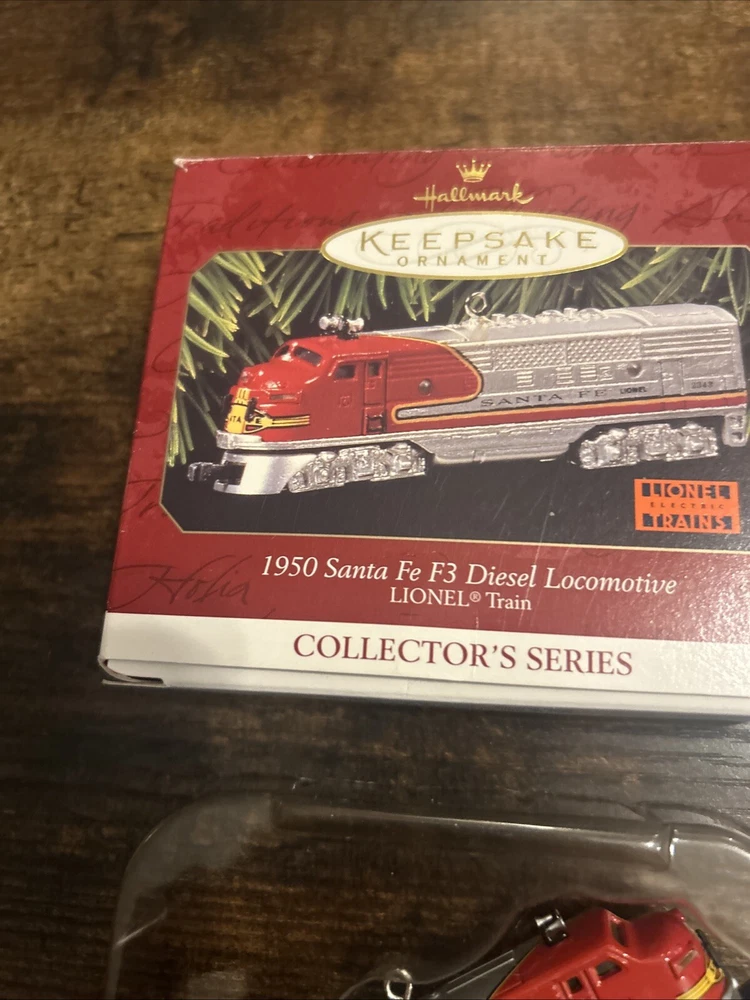 Hallmark
KEEPSAKE
ORNAMENT
SANTA FE LIONEL
LIONEL
ELECTRIC
TRAINS
1950 Santa Fe F3 Diesel Locomotive
LIONEL® Train
COLLECTOR'S SERIES